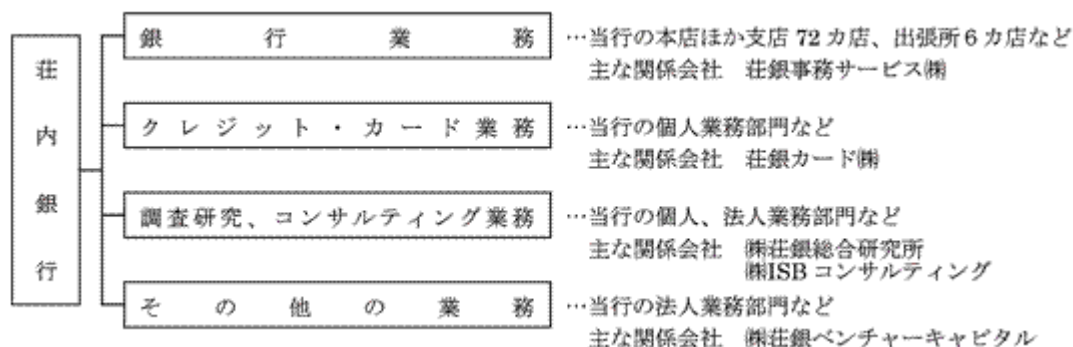 荘内銀行
銀行業務
…当行の本店ほか支店 72 カ店、出張所6カ店など
主な関係会社 荘銀事務サービス㈱
クレジット・カード業務
…当行の個人業務部門など
主な関係会社 荘銀カード㈱
調査研究、コンサルティング業務
…当行の個人、法人業務部門など
主な関係会社 ㈱荘銀総合研究所
㈱ISB コンサルティング
その他の業務
…当行の法人業務部門など
主な関係会社 ㈱荘銀ベンチャーキャピタル